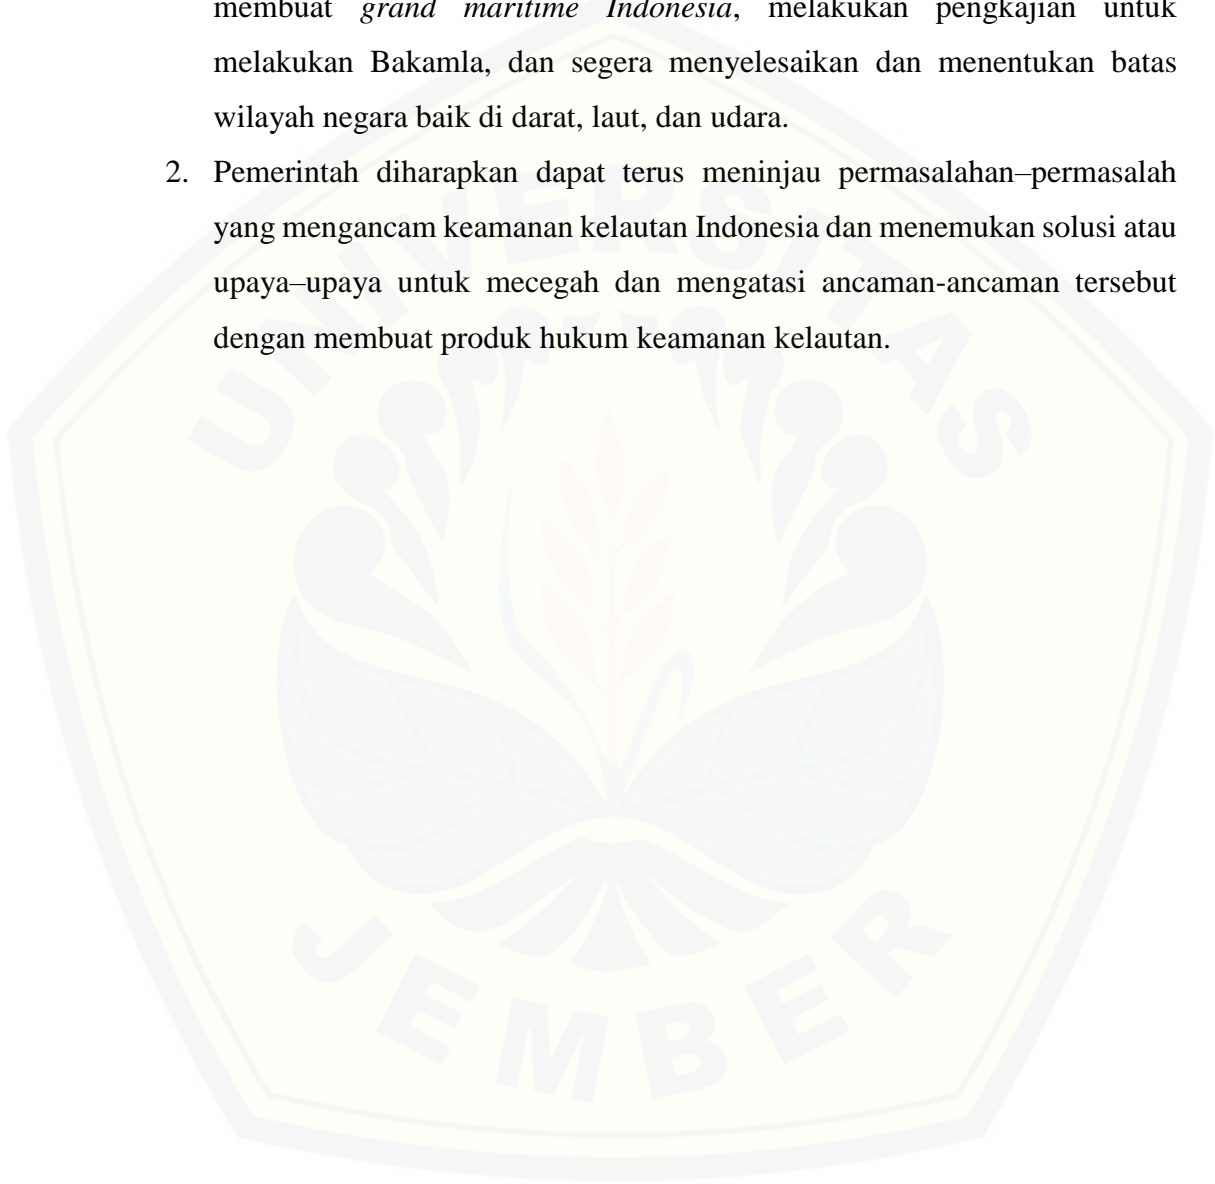 membuat grand maritime Indonesia, melakukan pengkajian untuk
melakukan Bakamla, dan segera menyelesaikan dan menentukan batas
wilayah negara baik di darat, laut, dan udara.
2. Pemerintah diharapkan dapat terus meninjau permasalahan–permasalah
yang mengancam keamanan kelautan Indonesia dan menemukan solusi atau
upaya–upaya untuk mecegah dan mengatasi ancaman-ancaman tersebut
dengan membuat produk hukum keamanan kelautan.
UNIVERSITAS
JEMBER